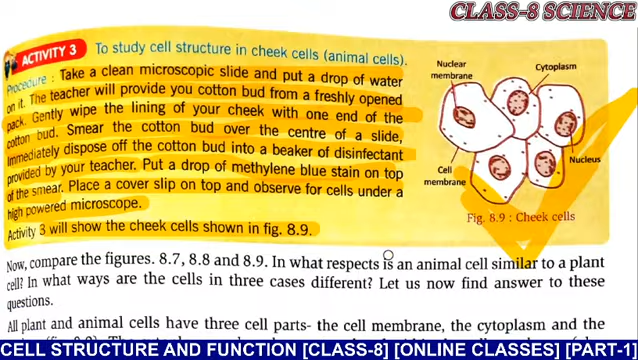 CLASS-8 SCIENCE
ACTIVITY 3 To study cell structure in cheek cells (animal cells).
Procedure : Take a clean microscopic slide and put a drop of water
on it. The teacher will provide you cotton bud from a freshly opened
pack. Gently wipe the lining of your cheek with one end of the
cotton bud. Smear the cotton bud over the centre of a slide,
Immediately dispose off the cotton bud into a beaker of disinfectant
provided by your teacher. Put a drop of methylene blue stain on top
of the smear. Place a cover slip on top and observe for cells under a
high powered microscope.
Activity 3 will show the cheek cells shown in fig. 8.9.
Nuclear
membrane
Cytoplasm
Nucleus
Cell
membrane
Fig. 8.9 : Cheek cells
Now, compare the figures. 8.7, 8.8 and 8.9. In what respects is an animal cell similar to a plant
cell? In what ways are the cells in three cases different? Let us now find answer to these
questions.
All plant and animal cells have three cell parts- the cell membrane, the cytoplasm and the
CELL STRUCTURE AND FUNCTION [CLASS-8] [ONLINE CLASSES] [PART-1]